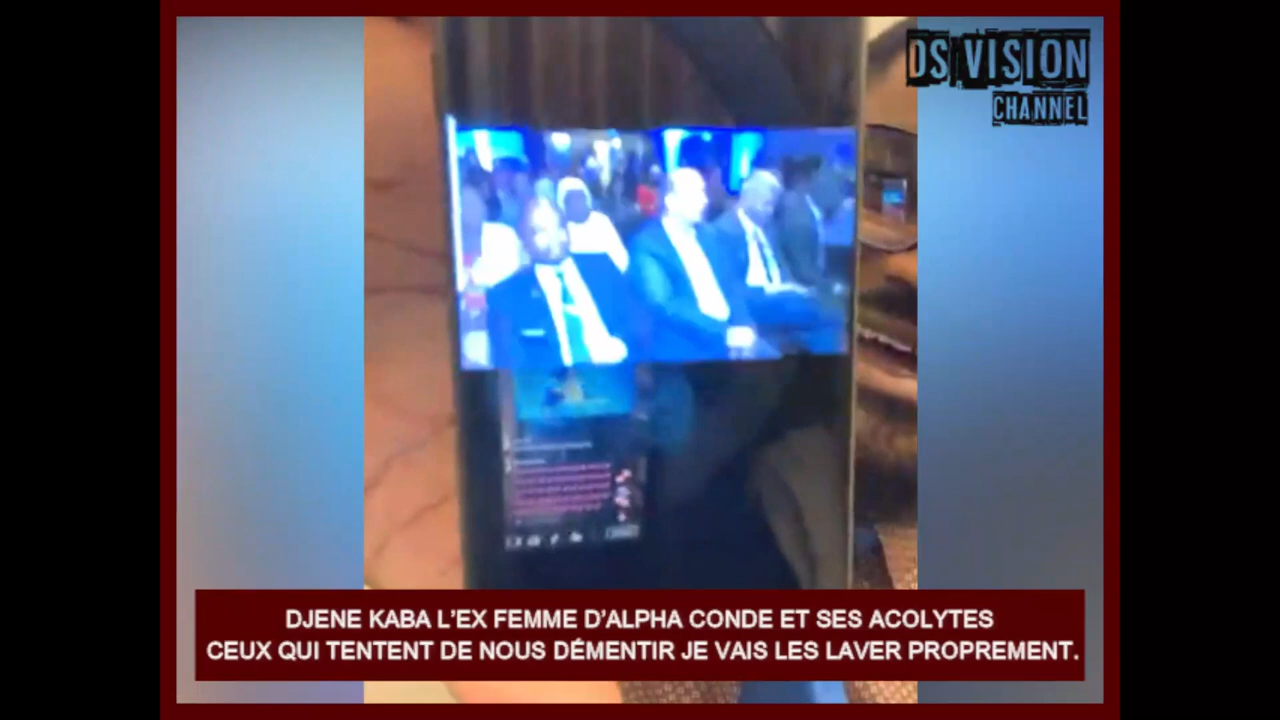 DS VISION
CHANNEL
DJENE KABA L'EX FEMME D'ALPHA CONDE ET SES ACOLYTES
CEUX QUI TENTENT DE NOUS DÉMENTIR JE VAIS LES LAVER PROPREMENT.